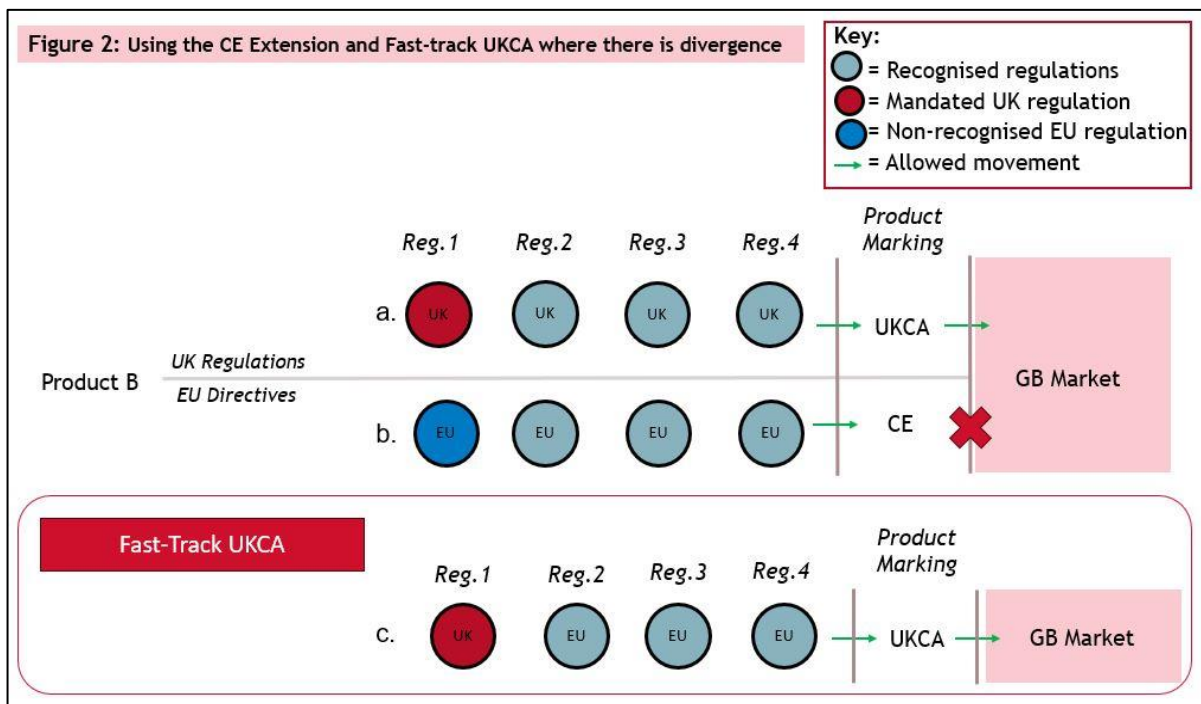 Figure 2: Using the CE Extension and Fast-track UKCA where there is divergence
Key:
= Recognised regulations
= Mandated UK regulation
= Non-recognised EU regulation
= Allowed movement
Product
Marking
Reg.1 Reg.2 Reg.3 Reg.4
a. UK UK UK UK UKCA
UK Regulations
Product B
EU Directives
GB Market
b. EU EU EU EU CE
Fast-Track UKCA
Product
Marking
Reg.1 Reg.2 Reg.3 Reg.4
c. UK EU EU EU UKCA GB Market